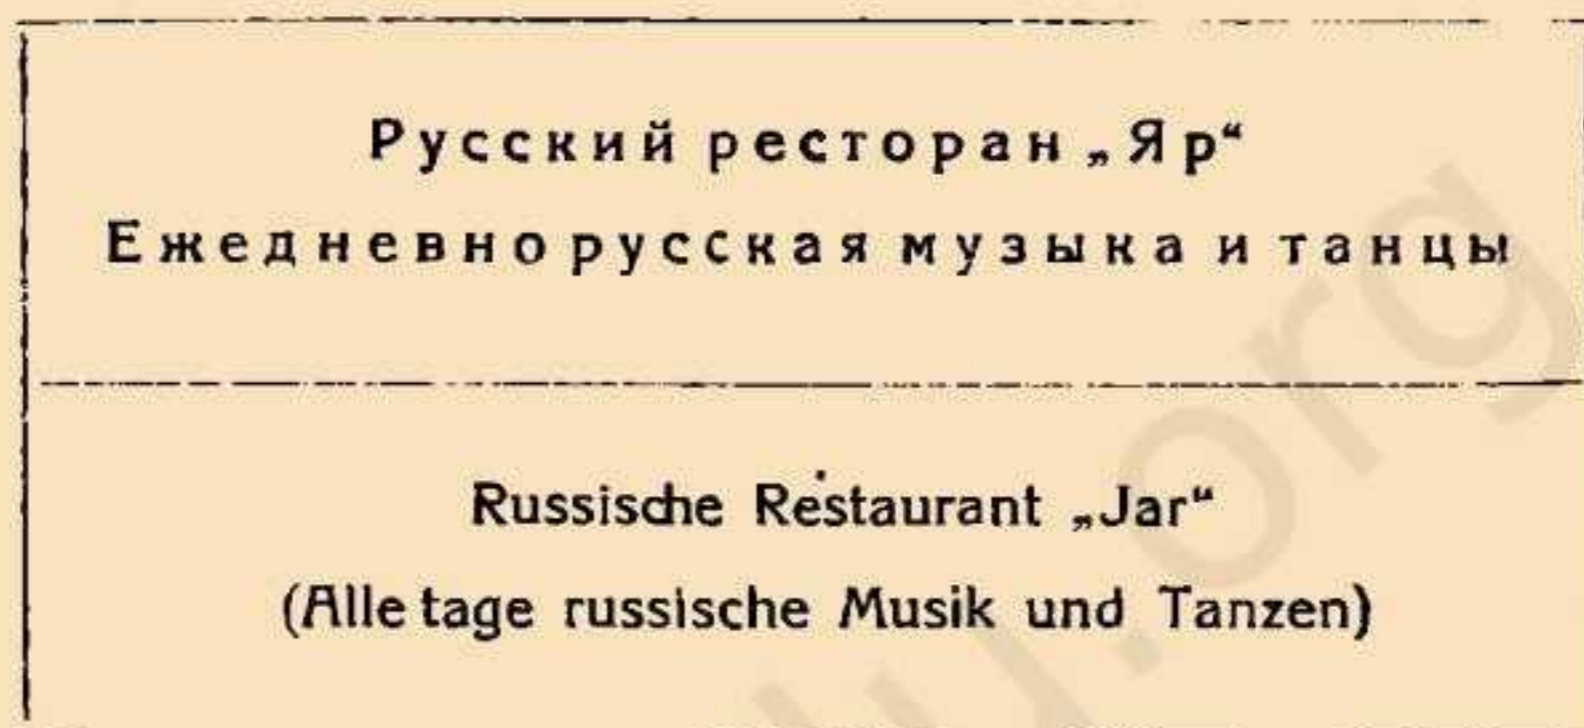 Русский ресторан „Яр“
Ежедневно русская музыка и танцы
Russische Restaurant „Jar“
(Alle tage russische Musik und Tanzen)